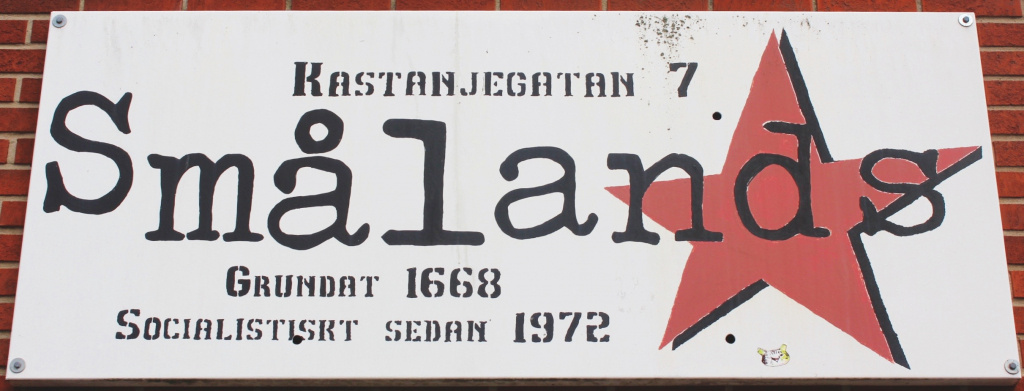 KASTANJEGATAN 7
Smålands
GRUNDAT 1668
SOCIALISTISKT SEDAN 1972